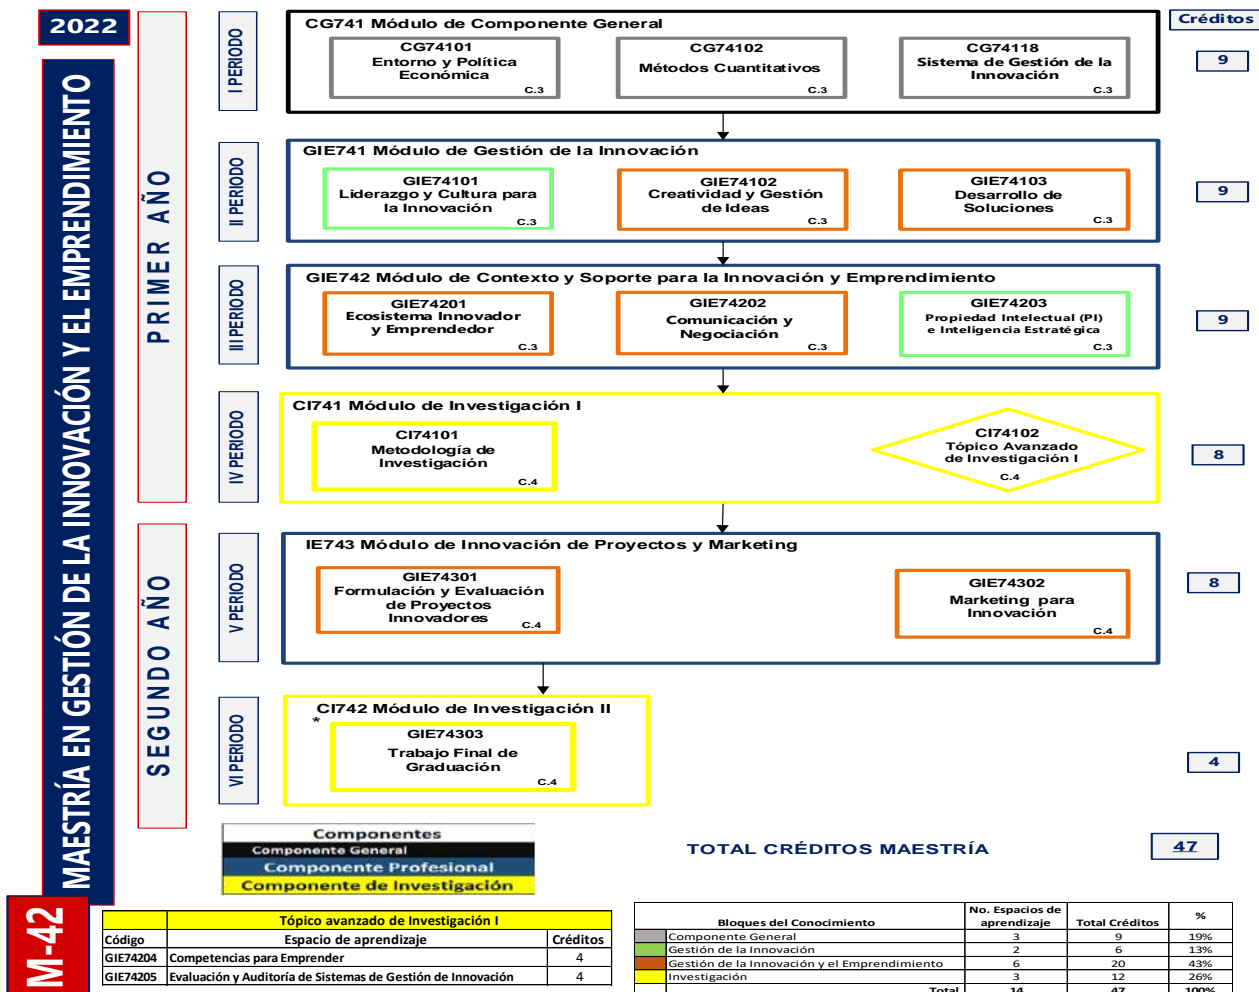 2022
MAESTRÍA EN GESTIÓN DE LA INNOVACIÓN Y EL EMPRENDIMIENTO
M-42
PRIMER AÑO
SEGUNDO AÑO
Créditos
I PERIODO
CG741 Módulo de Componente General
CG74101
Entorno y Política
Económica
C.3
CG74102
Métodos Cuantitativos
C.3
CG74118
Sistema de Gestión de la
Innovación
C.3
9
II PERIODO
GIE741 Módulo de Gestión de la Innovación
GIE74101
Liderazgo y Cultura para
la Innovación
C.3
GIE74102
Creatividad y Gestión
de Ideas
C.3
GIE74103
Desarrollo de
Soluciones
C.3
9
III PERIODO
GIE742 Módulo de Contexto y Soporte para la Innovación y Emprendimiento
GIE74201
Ecosistema Innovador
y Emprendedor
C.3
GIE74202
Comunicación y
Negociación
C.3
GIE74203
Propiedad Intelectual (PI)
e Inteligencia Estratégica
C.3
9
IV PERIODO
CI741 Módulo de Investigación I
CI74101
Metodología de
Investigación
C.4
CI74102
Tópico Avanzado
de Investigación I
C.4
8
V PERIODO
IE743 Módulo de Innovación de Proyectos y Marketing
GIE74301
Formulación y Evaluación
de Proyectos
Innovadores
C.4
GIE74302
Marketing para
Innovación
C.4
8
VI PERIODO
CI742 Módulo de Investigación II
*
GIE74303
Trabajo Final de
Graduación
C.4
4
Componentes
Componente General
Componente Profesional
Componente de Investigación
TOTAL CRÉDITOS MAESTRÍA 47
Tópico avanzado de Investigación I
Código Espacio de aprendizaje Créditos
GIE74204 Competencias para Emprender 4
GIE74205 Evaluación y Auditoría de Sistemas de Gestión de Innovación 4
Bloques del Conocimiento No. Espacios de aprendizaje Total Créditos %
Componente General 3 9 19%
Gestión de la Innovación 2 6 13%
Gestión de la Innovación y el Emprendimiento 6 20 43%
Investigación 3 12 26%
Total 14 47 100%